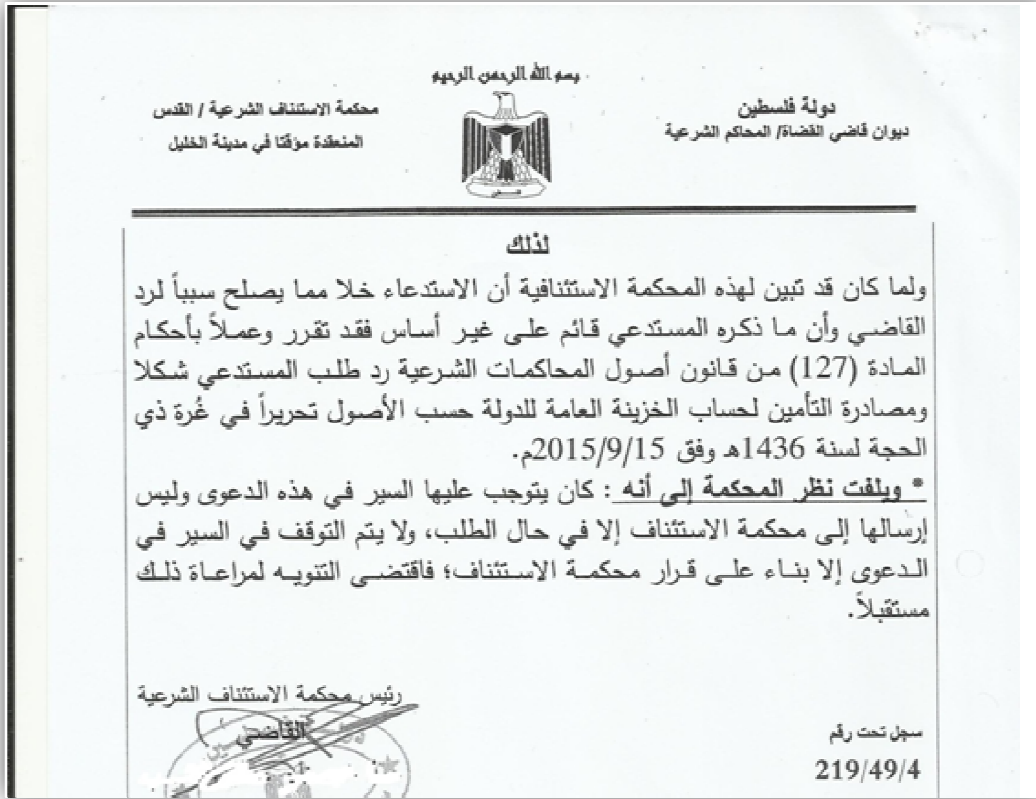 بسم الله الرحمن الرحيم
دولة فلسطين
ديوان قاضي القضاة/ المحاكم الشرعية
محكمة الاستئناف الشرعية / القدس
المنعقدة مؤقتا في مدينة الخليل
لذلك
ولما كان قد تبين لهذه المحكمة الاستئنافية أن الاستدعاء خلا مما يصلح سبباً لرد
القاضي وأن ما ذكره المستدعي قائم على غير أساس فقد تقرر وعملاً بأحكام
المادة (127) من قانون أصول المحاكمات الشرعية رد طلب المستدعي شكلا
ومصادرة التأمين لحساب الخزينة العامة للدولة حسب الأصول تحريراً في غُرة ذي
الحجة لسنة 1436هـ وفق 2015/9/15م.
* ويلفت نظر المحكمة إلى أنه : كان يتوجب عليها السير في هذه الدعوى وليس
إرسالها إلى محكمة الاستئناف إلا في حال الطلب، ولا يتم التوقف في السير في
الدعوى إلا بناء على قرار محكمة الاستئناف؛ فاقتضى التنويه لمراعاة ذلك
مستقبلاً.
رئيس محكمة الاستئناف الشرعية
القاضي
سجل تحت رقم
219/49/4